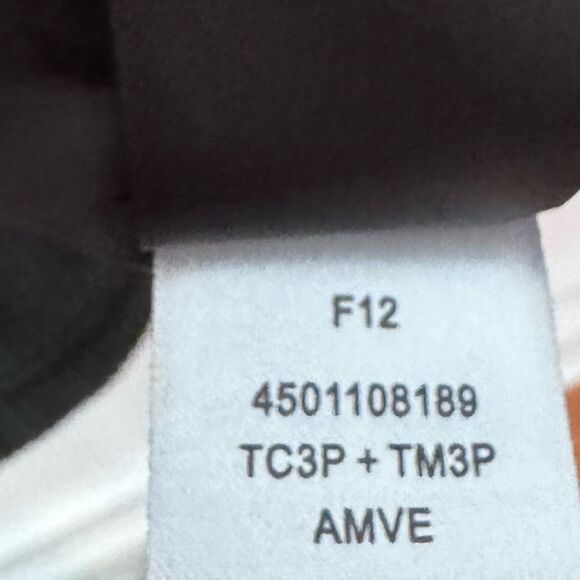 F12
4501108189
TC3P + TM3P
AMVE